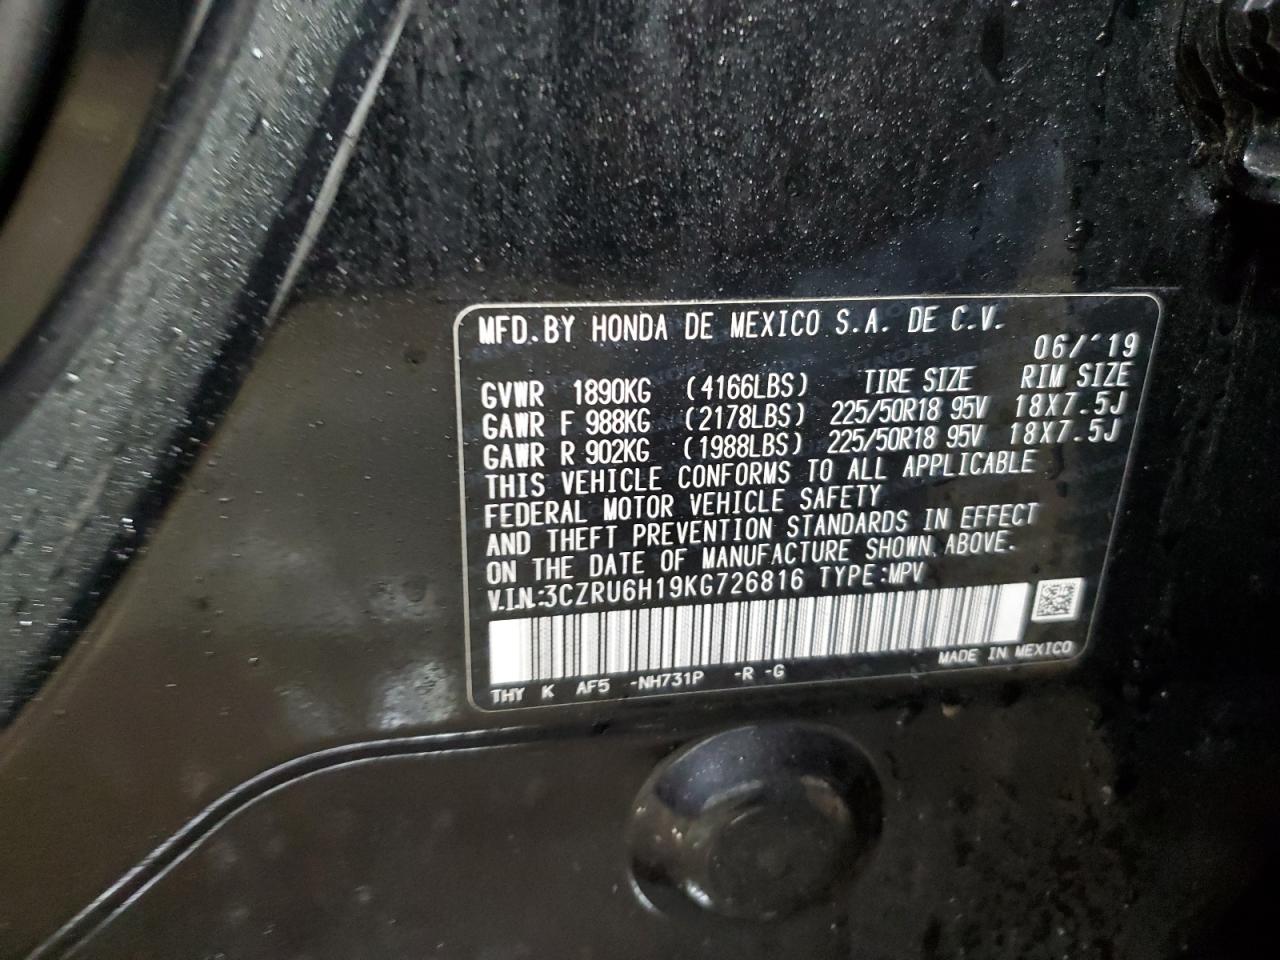 MFD. BY HONDA DE MEXICO S.A. DE C.V.
06/'19
GVWR 1890KG (4166LBS) TIRE SIZE RIM SIZE
GAWR F 988KG (2178LBS) 225/50R18 95V 18X7.5J
GAWR R 902KG (1988LBS) 225/50R18 95V 18X7.5J
THIS VEHICLE CONFORMS TO ALL APPLICABLE
FEDERAL MOTOR VEHICLE SAFETY
AND THEFT PREVENTION STANDARDS IN EFFECT
ON THE DATE OF MANUFACTURE SHOWN ABOVE.
V.I.N.:3CZRU6H19KG726816 TYPE:MPV
MADE IN MEXICO
THY K AF5 -NH731P -R -G